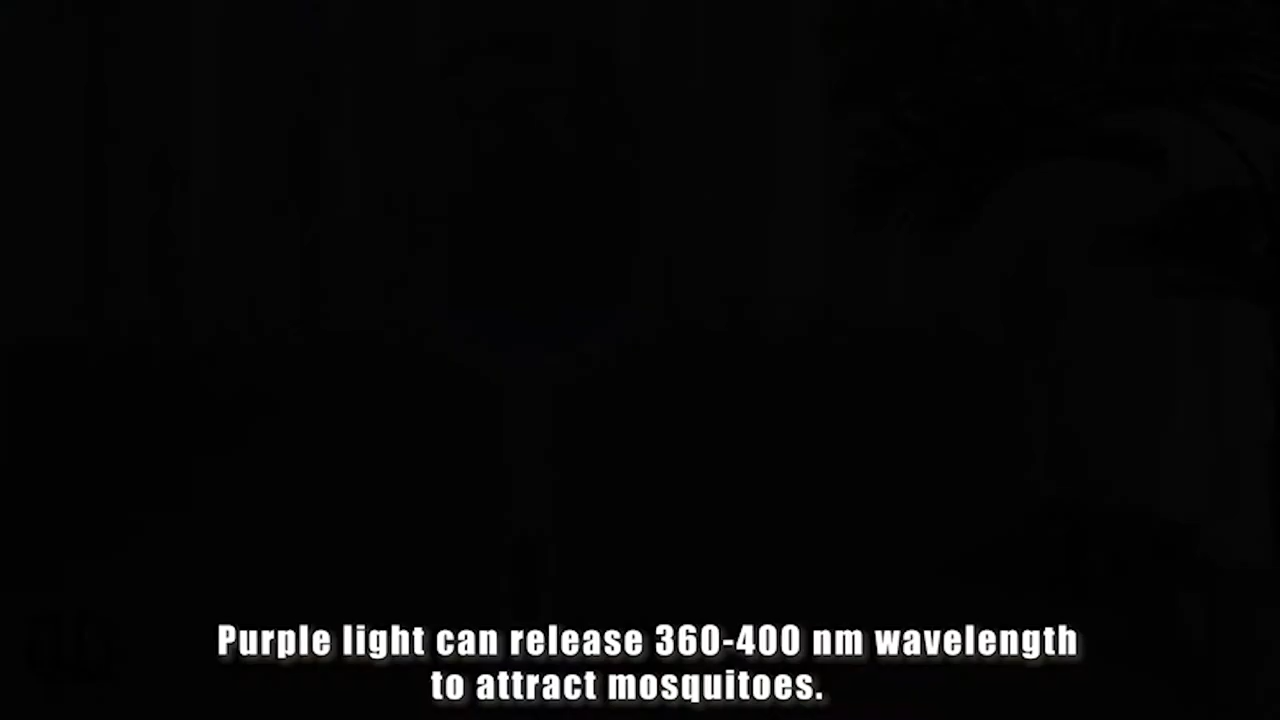 Purple light can release 360-400 nm wavelength
to attract mosquitoes.